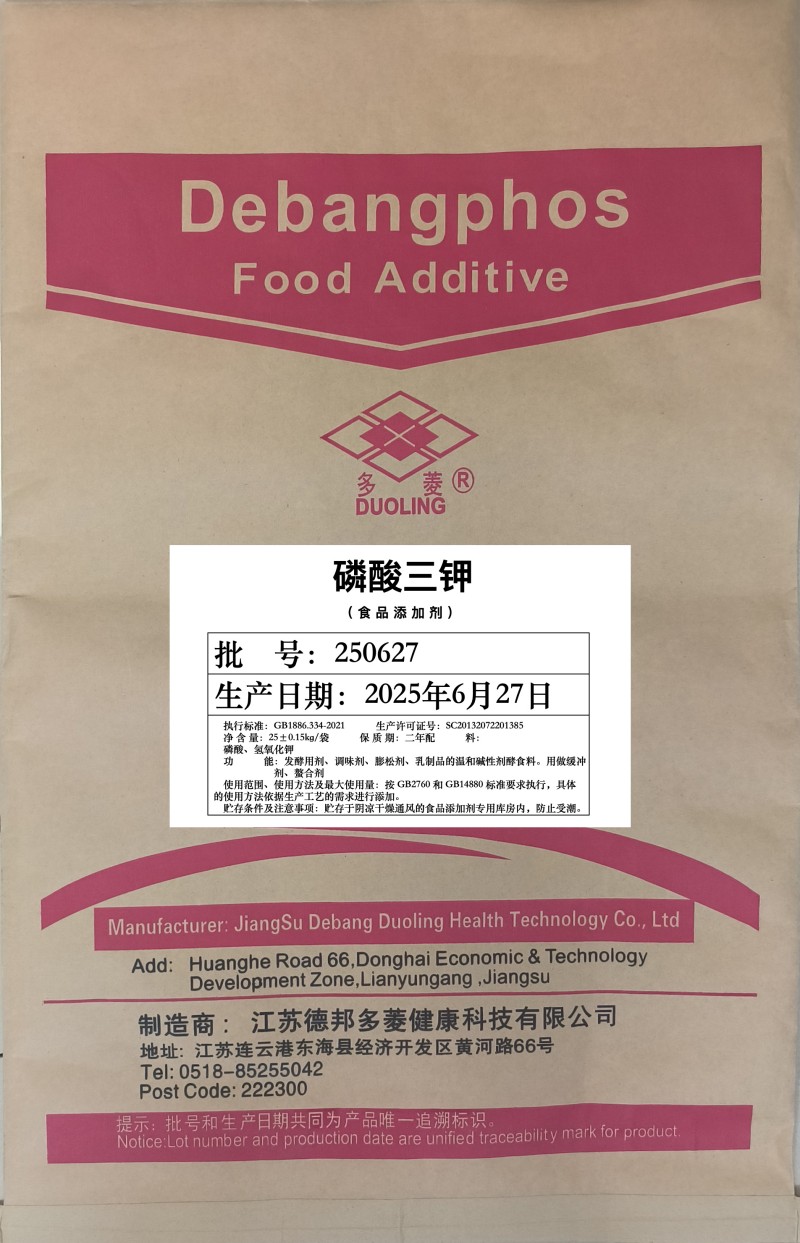 Debangphos
Food Additive
多 菱®
DUOLING
磷酸三钾
（食品添加剂）
批 号：250627
生产日期：2025年6月27日
执行标准：GB1886.334-2021 生产许可证号：SC20132072201385
净 含 量：25±0.15kg/袋 保 质 期：二年配 料：
磷酸、氢氧化钾
功 能：发酵用剂、调味剂、膨松剂、乳制品的温和碱性剂酵食料。用做缓冲
剂、螯合剂
使用范围、使用方法及最大使用量：按 GB2760 和 GB14880 标准要求执行，具体
的使用方法依据生产工艺的需求进行添加。
贮存条件及注意事项：贮存于阴凉干燥通风的食品添加剂专用库房内，防止受潮。
Manufacturer: JiangSu Debang Duoling Health Technology Co., Ltd
Add: Huanghe Road 66,Donghai Economic & Technology
Development Zone,Lianyungang ,Jiangsu
制造商：江苏德邦多菱健康科技有限公司
地址：江苏连云港东海县经济开发区黄河路66号
Tel: 0518-85255042
Post Code: 222300
提示：批号和生产日期共同为产品唯一追溯标识。
Notice:Lot number and production date are unified traceability mark for product.